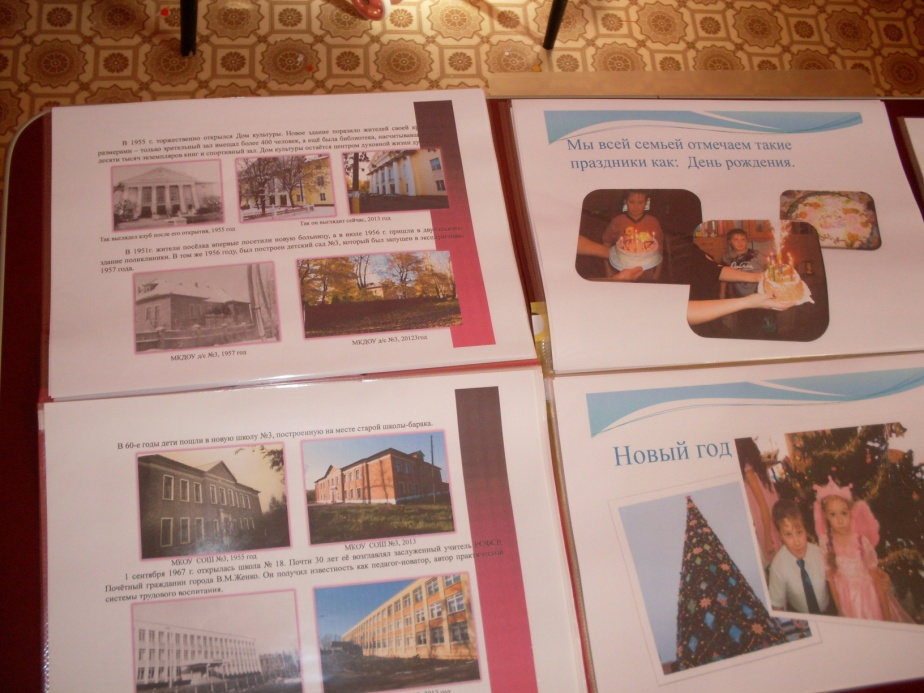 В 1955 г. торжественно открылся Дом культуры. Новое здание поразило жителей своей
размерами – только зрительный зал вмещал более 400 человек, а ещё была библиотека,
десяти тысяч экземпляров книг и спортивный зал. Дом культуры остаётся центром духовной жизни
Так выглядел клуб после его открытия, 1955 год
Так он выглядит сейчас, 2013 год
В 1951г. жители посёлка впервые посетили новую больницу, а в июле 1956 г. пришли в
здание поликлиники. В том же 1956 году, был построен детский сад №3, который был запущен в
1957 года.
МКДОУ д/с №3, 1957 год
МКДОУ д/с №3, 20123год
В 60-е годы дети пошли в новую школу №3, построенную на месте старой школы-барака.
МКОУ СОШ №3, 1955 год
МКОУ СОШ №3, 2013
1 сентября 1967 г. открылась школа № 18. Почти 30 лет её возглавлял заслуженный учитель РСФСР,
Почётный гражданин города В.М.Женко. Он получил известность как педагог-новатор, автор практической
системы трудового воспитания.
Мы всей семьей отмечаем такие
праздники как: День рождения.
Новый год